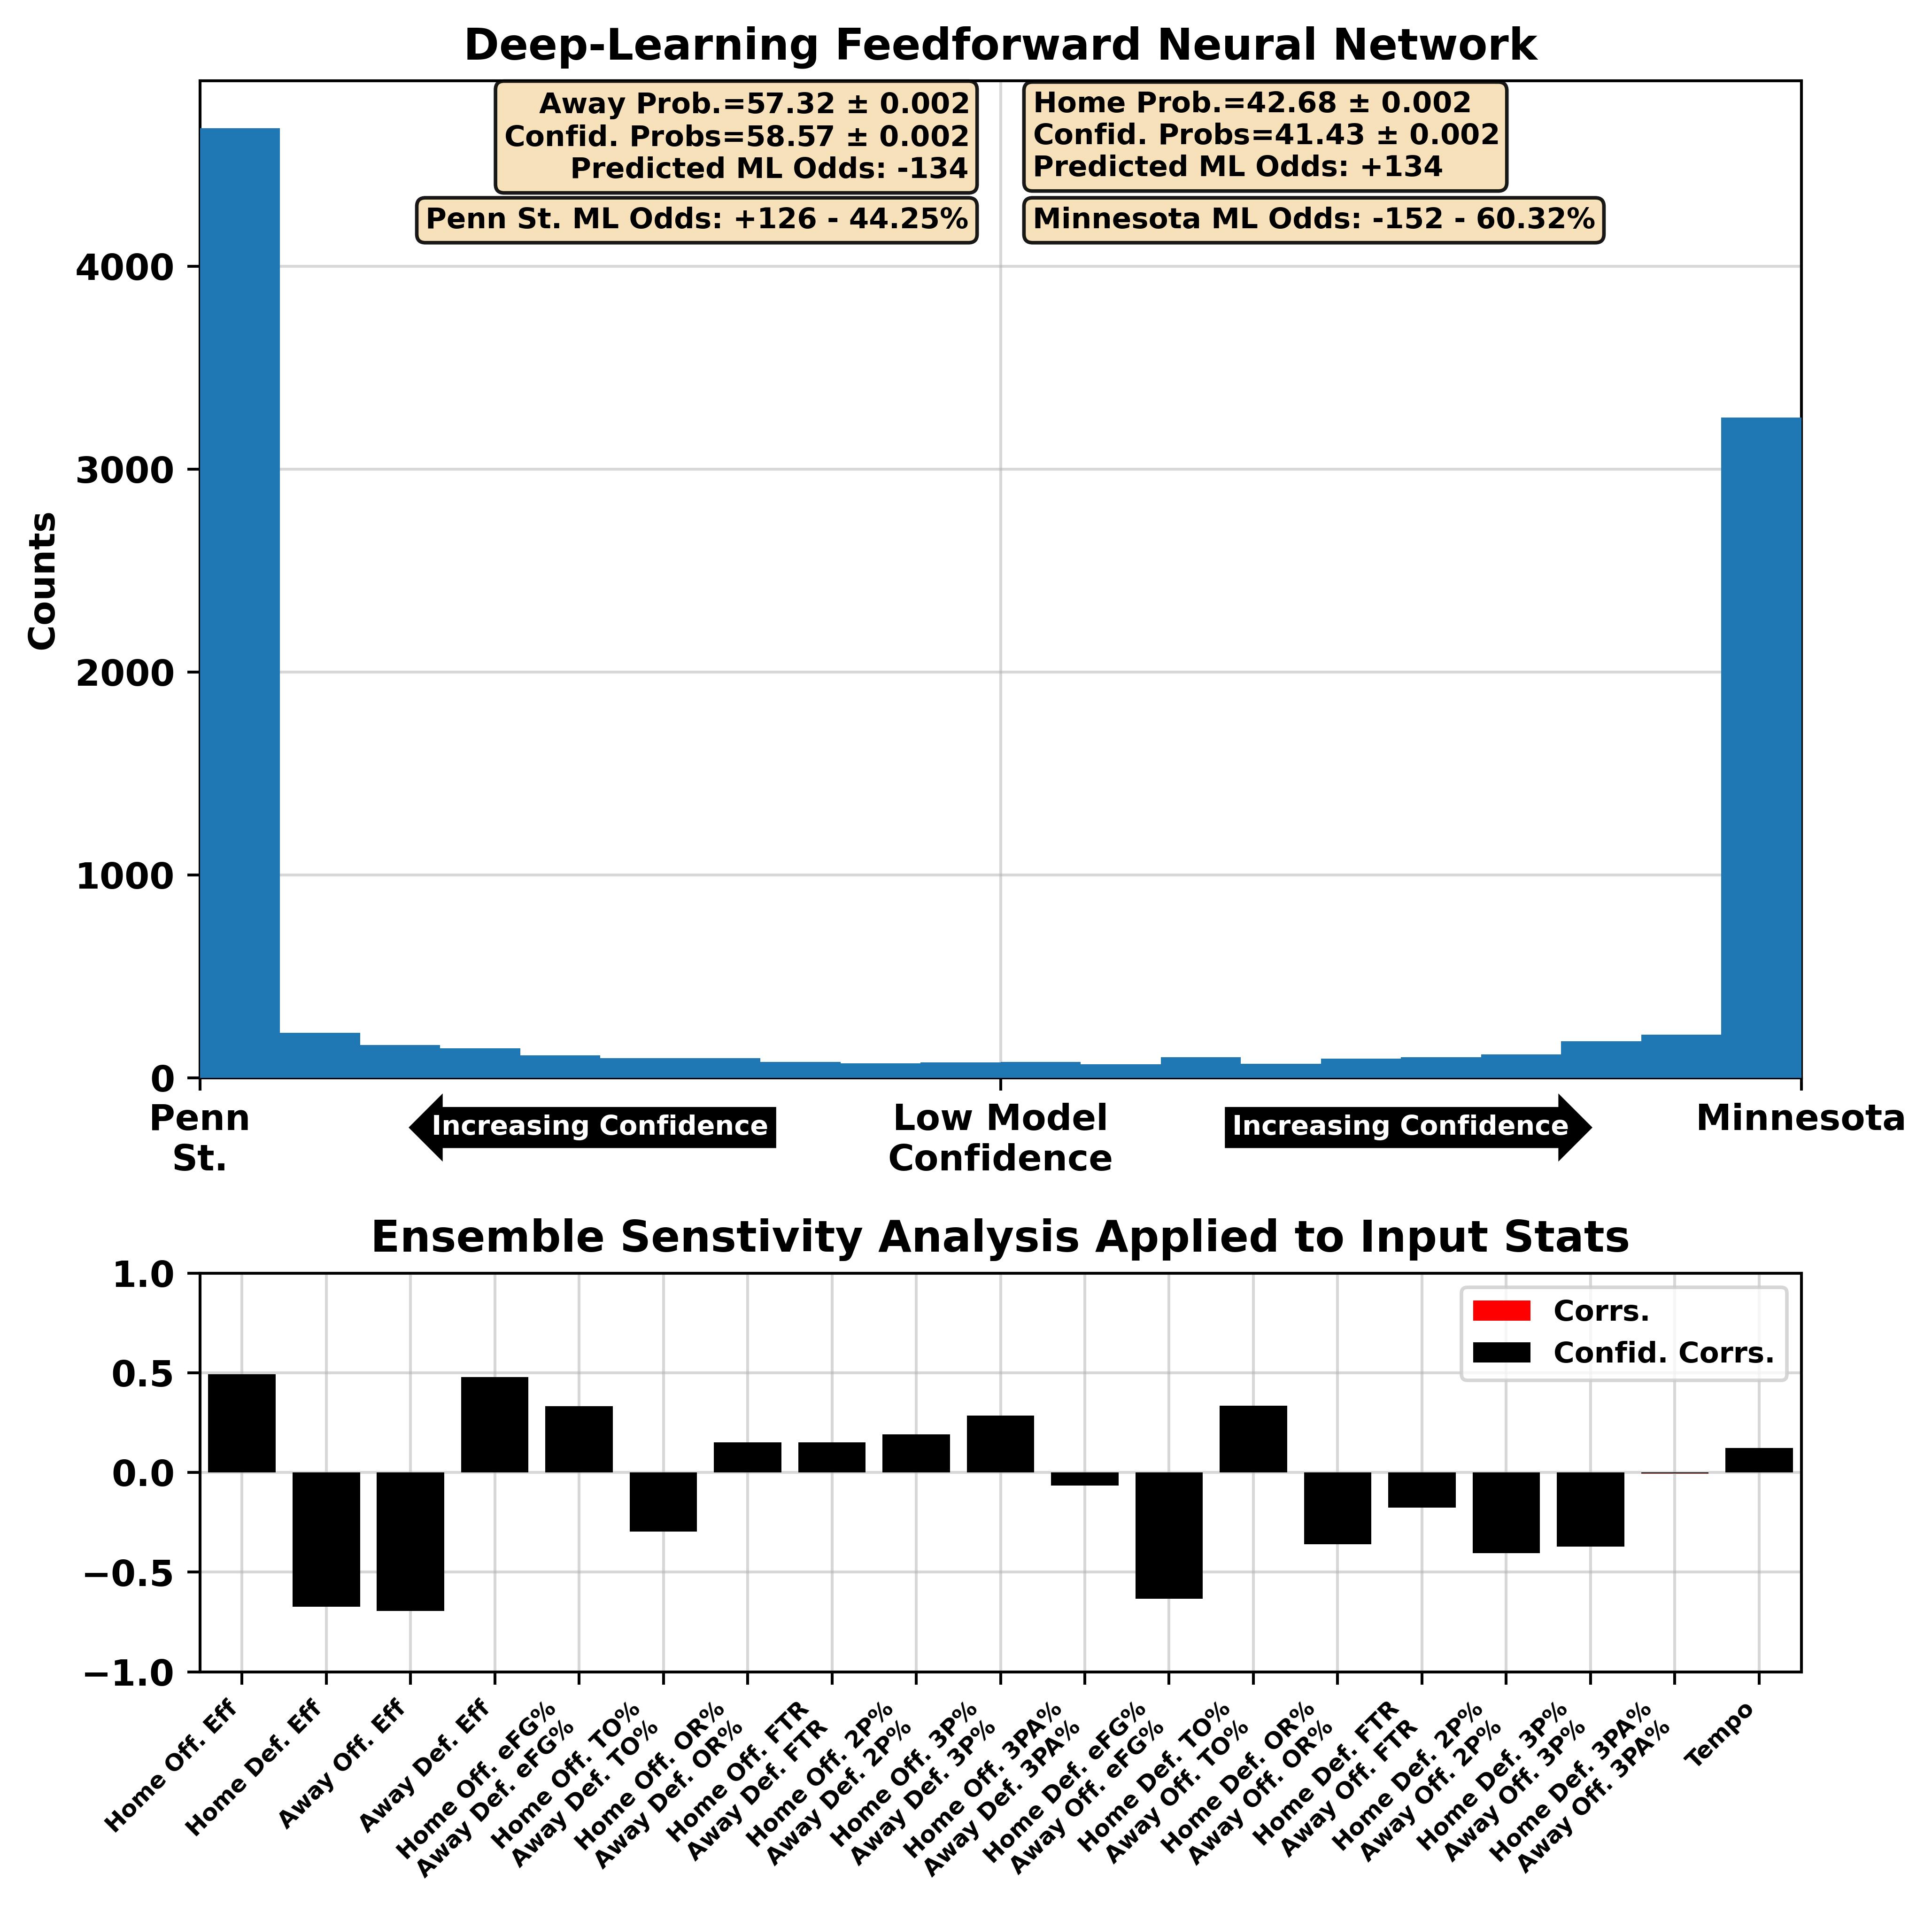 Deep-Learning Feedforward Neural Network
Away Prob.=57.32 ± 0.002
Confid. Probs=58.57 ± 0.002
Predicted ML Odds: -134
Penn St. ML Odds: +126 - 44.25%
Home Prob.=42.68 ± 0.002
Confid. Probs=41.43 ± 0.002
Predicted ML Odds: +134
Minnesota ML Odds: -152 - 60.32%
Counts
4000
3000
2000
1000
0
Penn
St.
Increasing Confidence
Low Model
Confidence
Increasing Confidence
Minnesota
Ensemble Senstivity Analysis Applied to Input Stats
1.0
0.5
0.0
−0.5
−1.0
Corrs.
Confid. Corrs.
Home Off. Eff
Home Def. Eff
Away Off. Eff
Away Def. Eff
Home Off. eFG%
Away Def. eFG%
Home Off. TO%
Away Def. TO%
Home Off. OR%
Away Def. OR%
Home Off. FTR
Away Def. FTR
Home Off. 2P%
Away Def. 2P%
Home Off. 3P%
Away Def. 3P%
Home Off. 3PA%
Away Def. 3PA%
Home Def. eFG%
Away Off. eFG%
Home Def. TO%
Away Off. TO%
Home Def. OR%
Away Off. OR%
Home Def. FTR
Away Off. FTR
Home Def. 2P%
Away Off. 2P%
Home Def. 3P%
Away Off. 3P%
Home Def. 3PA%
Away Off. 3PA%
Tempo